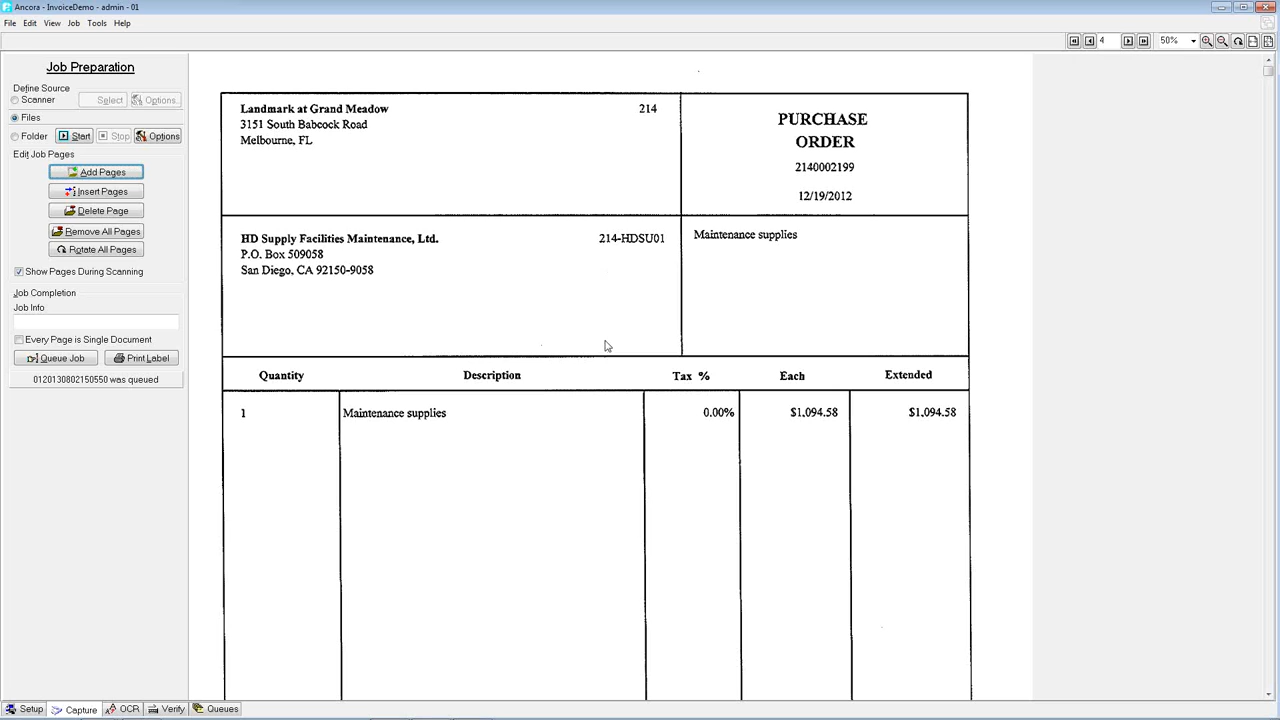 Ancora - InvoiceDemo - admin - 01
File Edit View Job Tools Help
4
50%
Job Preparation
Define Source
Scanner Select Options..
Files
Folder Start Stop Options
Edit Job Pages
Add Pages
Insert Pages
Delete Page
Remove All Pages
Rotate All Pages
Show Pages During Scanning
Job Completion
Job Info
Every Page is Single Document
Queue Job Print Label
0120130802150550 was queued
Landmark at Grand Meadow 214
3151 South Babcock Road
Melbourne, FL
PURCHASE
ORDER
2140002199
12/19/2012
HD Supply Facilities Maintenance, Ltd. 214-HDSU01
P.O. Box 509058
San Diego, CA 92150-9058
Maintenance supplies
Quantity Description Tax % Each Extended
1 Maintenance supplies 0.00% $1,094.58 $1,094.58
Setup Capture OCR Verify Queues